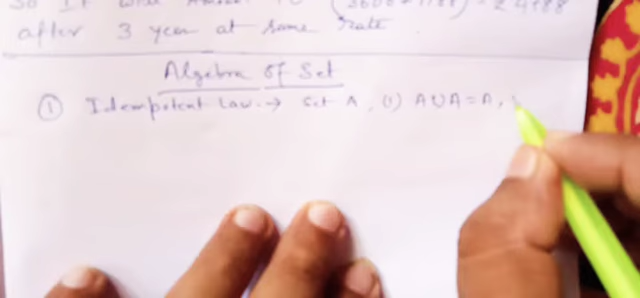 after 3 year at same rate
Algebra of Set
① Idempotent Law → Set A, (i) A∪A=A,